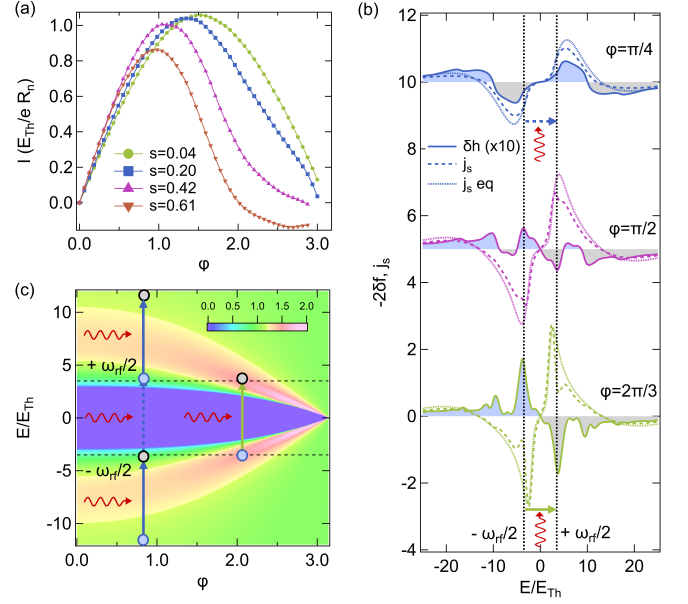 (a)
I (E_Th/e R_n)
1.0
0.8
0.6
0.4
0.2
0.0
s=0.04
s=0.20
s=0.42
s=0.61
0.0
1.0
2.0
3.0
φ
(b)
-2δf, j_s
12
10
8
6
4
2
0
-2
-4
φ=π/4
δh (x10)
j_s
j_s eq
φ=π/2
φ=2π/3
- ω_rf/2
+ ω_rf/2
-20
-10
0
10
20
E/E_Th
(c)
E/E_Th
10
5
0
-5
-10
0.0
0.5
1.0
1.5
2.0
+ ω_rf/2
- ω_rf/2
0.0
1.0
2.0
3.0
φ